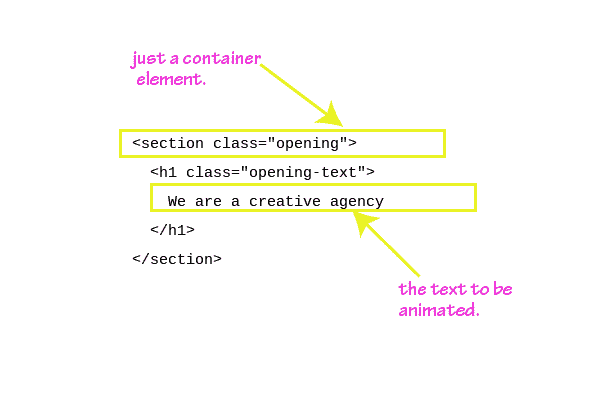 just a container
element.
<section class="opening">
<h1 class="opening-text">
We are a creative agency
</h1>
</section>
the text to be
animated.